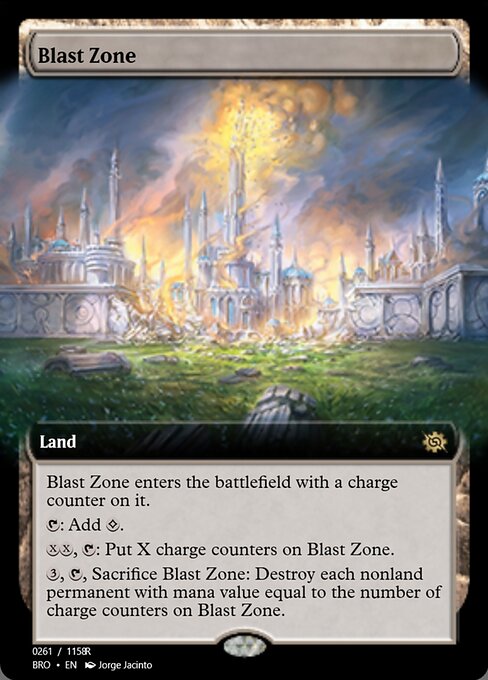 Blast Zone
Land
Blast Zone enters the battlefield with a charge
counter on it.
: Add .
XX, : Put X charge counters on Blast Zone.
3, , Sacrifice Blast Zone: Destroy each nonland
permanent with mana value equal to the number of
charge counters on Blast Zone.
0261 / 1158R
BRO • EN Jorge Jacinto